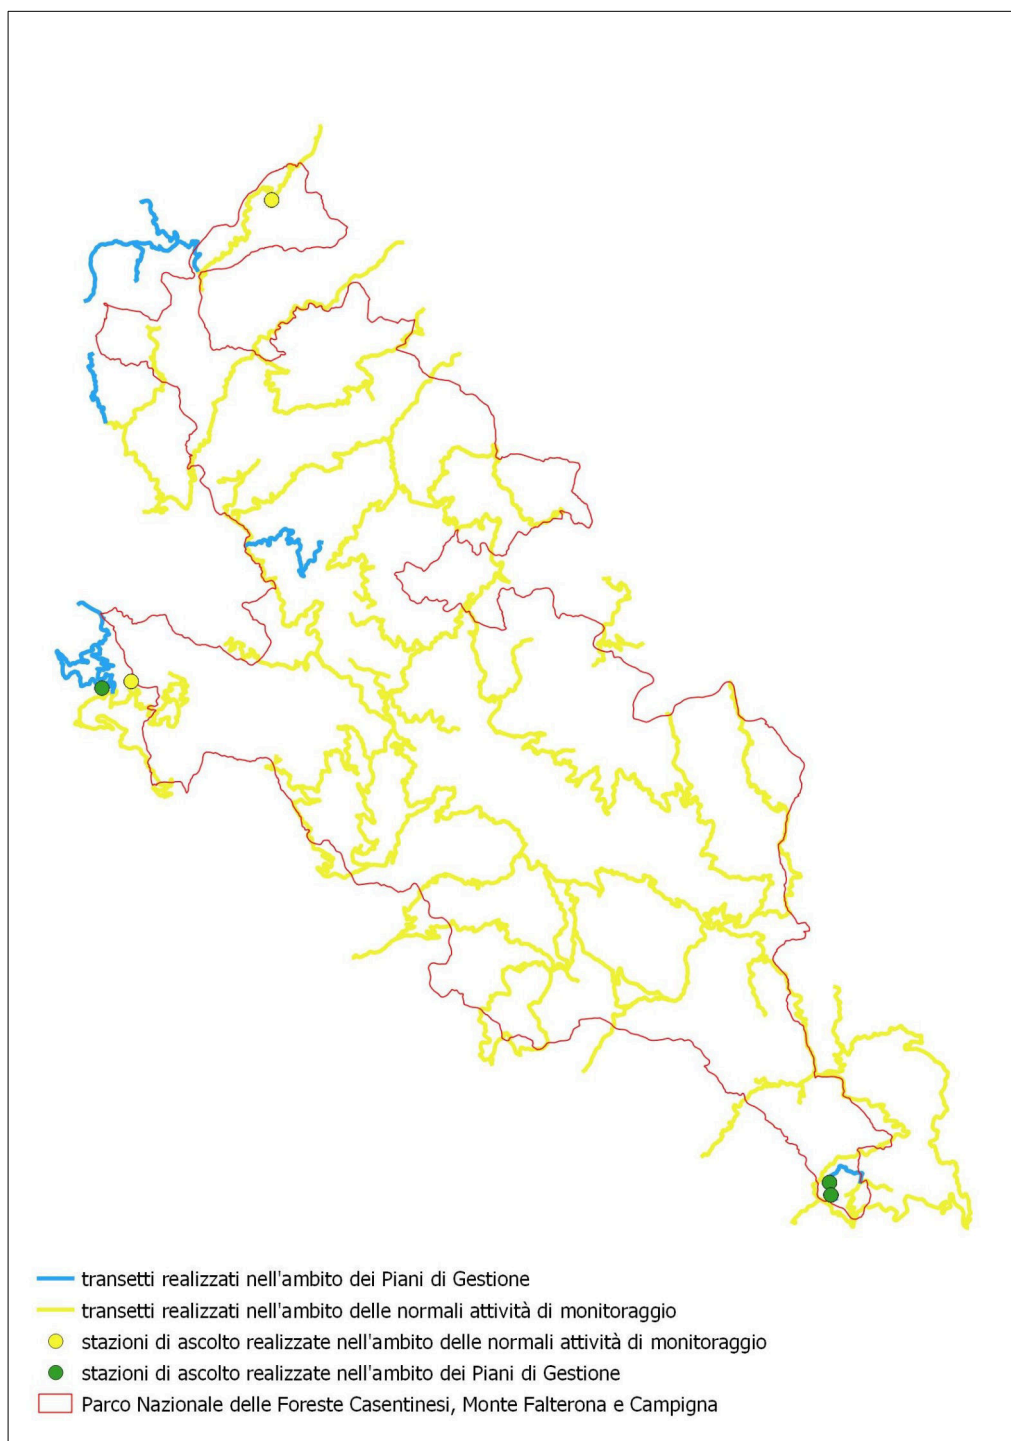 transetti realizzati nell'ambito dei Piani di Gestione
transetti realizzati nell'ambito delle normali attività di monitoraggio
stazioni di ascolto realizzate nell'ambito delle normali attività di monitoraggio
stazioni di ascolto realizzate nell'ambito dei Piani di Gestione
Parco Nazionale delle Foreste Casentinesi, Monte Falterona e Campigna